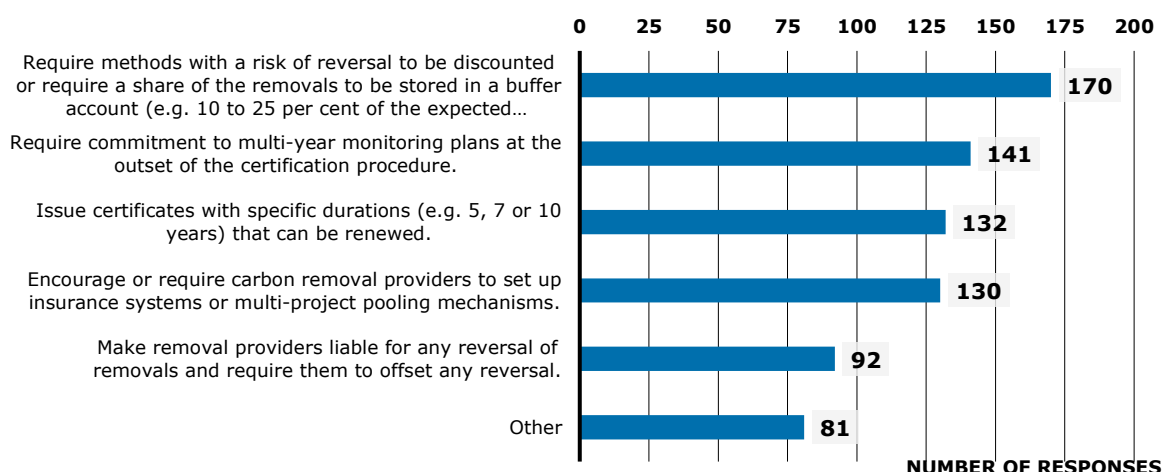 0 25 50 75 100 125 150 175 200
Require methods with a risk of reversal to be discounted
or require a share of the removals to be stored in a buffer
account (e.g. 10 to 25 per cent of the expected…
170
Require commitment to multi-year monitoring plans at the
outset of the certification procedure.
141
Issue certificates with specific durations (e.g. 5, 7 or 10
years) that can be renewed.
132
Encourage or require carbon removal providers to set up
insurance systems or multi-project pooling mechanisms.
130
Make removal providers liable for any reversal of
removals and require them to offset any reversal.
92
Other
81
NUMBER OF RESPONSES